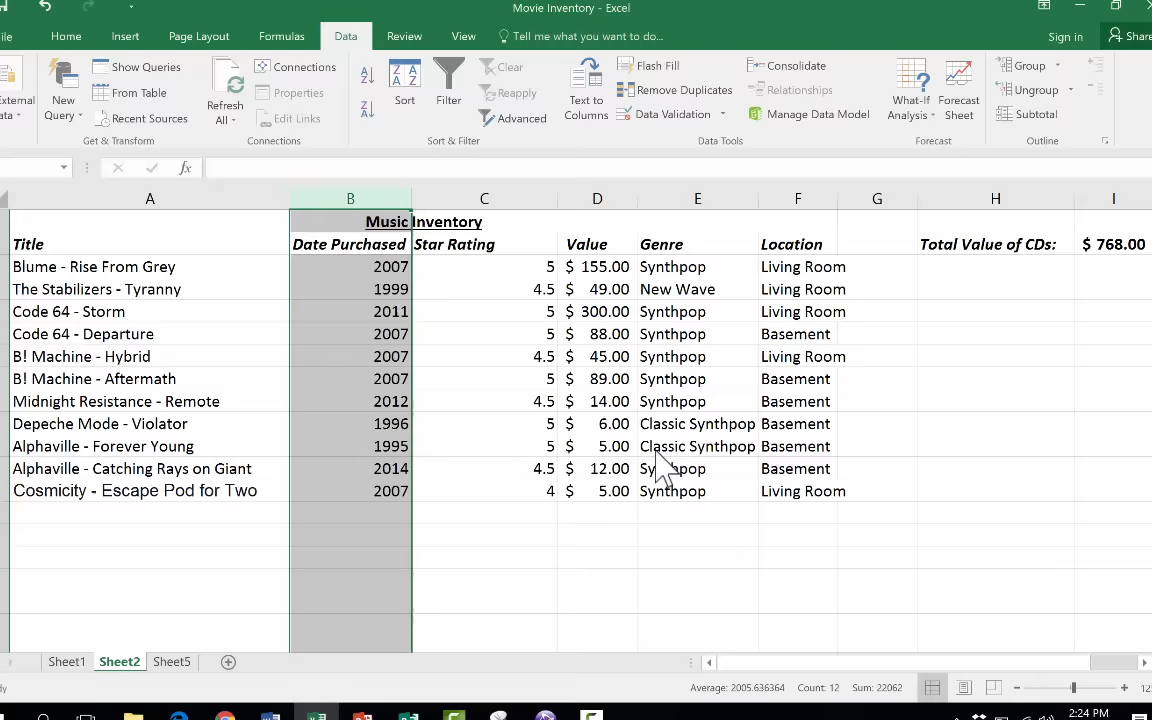 Movie Inventory - Excel
Home Insert Page Layout Formulas Data Review View Tell me what you want to do... Sign in Share
New Query Show Queries From Table Recent Sources
Refresh All Connections Properties Edit Links
Sort Filter Clear Reapply Advanced
Text to Columns Flash Fill Remove Duplicates Data Validation
Consolidate Relationships Manage Data Model
What-If Analysis Forecast Sheet
Group Ungroup Subtotal
Get & Transform Connections Sort & Filter Data Tools Forecast Outline
fx
A B C D E F G H I
Music Inventory
Title Date Purchased Star Rating Value Genre Location Total Value of CDs: $ 768.00
Blume - Rise From Grey 2007 5 $ 155.00 Synthpop Living Room
The Stabilizers - Tyranny 1999 4.5 $ 49.00 New Wave Living Room
Code 64 - Storm 2011 5 $ 300.00 Synthpop Living Room
Code 64 - Departure 2007 5 $ 88.00 Synthpop Basement
B! Machine - Hybrid 2007 4.5 $ 45.00 Synthpop Living Room
B! Machine - Aftermath 2007 5 $ 89.00 Synthpop Basement
Midnight Resistance - Remote 2012 4.5 $ 14.00 Synthpop Basement
Depeche Mode - Violator 1996 5 $ 6.00 Classic Synthpop Basement
Alphaville - Forever Young 1995 5 $ 5.00 Classic Synthpop Basement
Alphaville - Catching Rays on Giant 2014 4.5 $ 12.00 Synthpop Basement
Cosmicity - Escape Pod for Two 2007 4 $ 5.00 Synthpop Living Room
Sheet1 Sheet2 Sheet5
Average: 2005.636364 Count: 12 Sum: 22062
2:24 PM